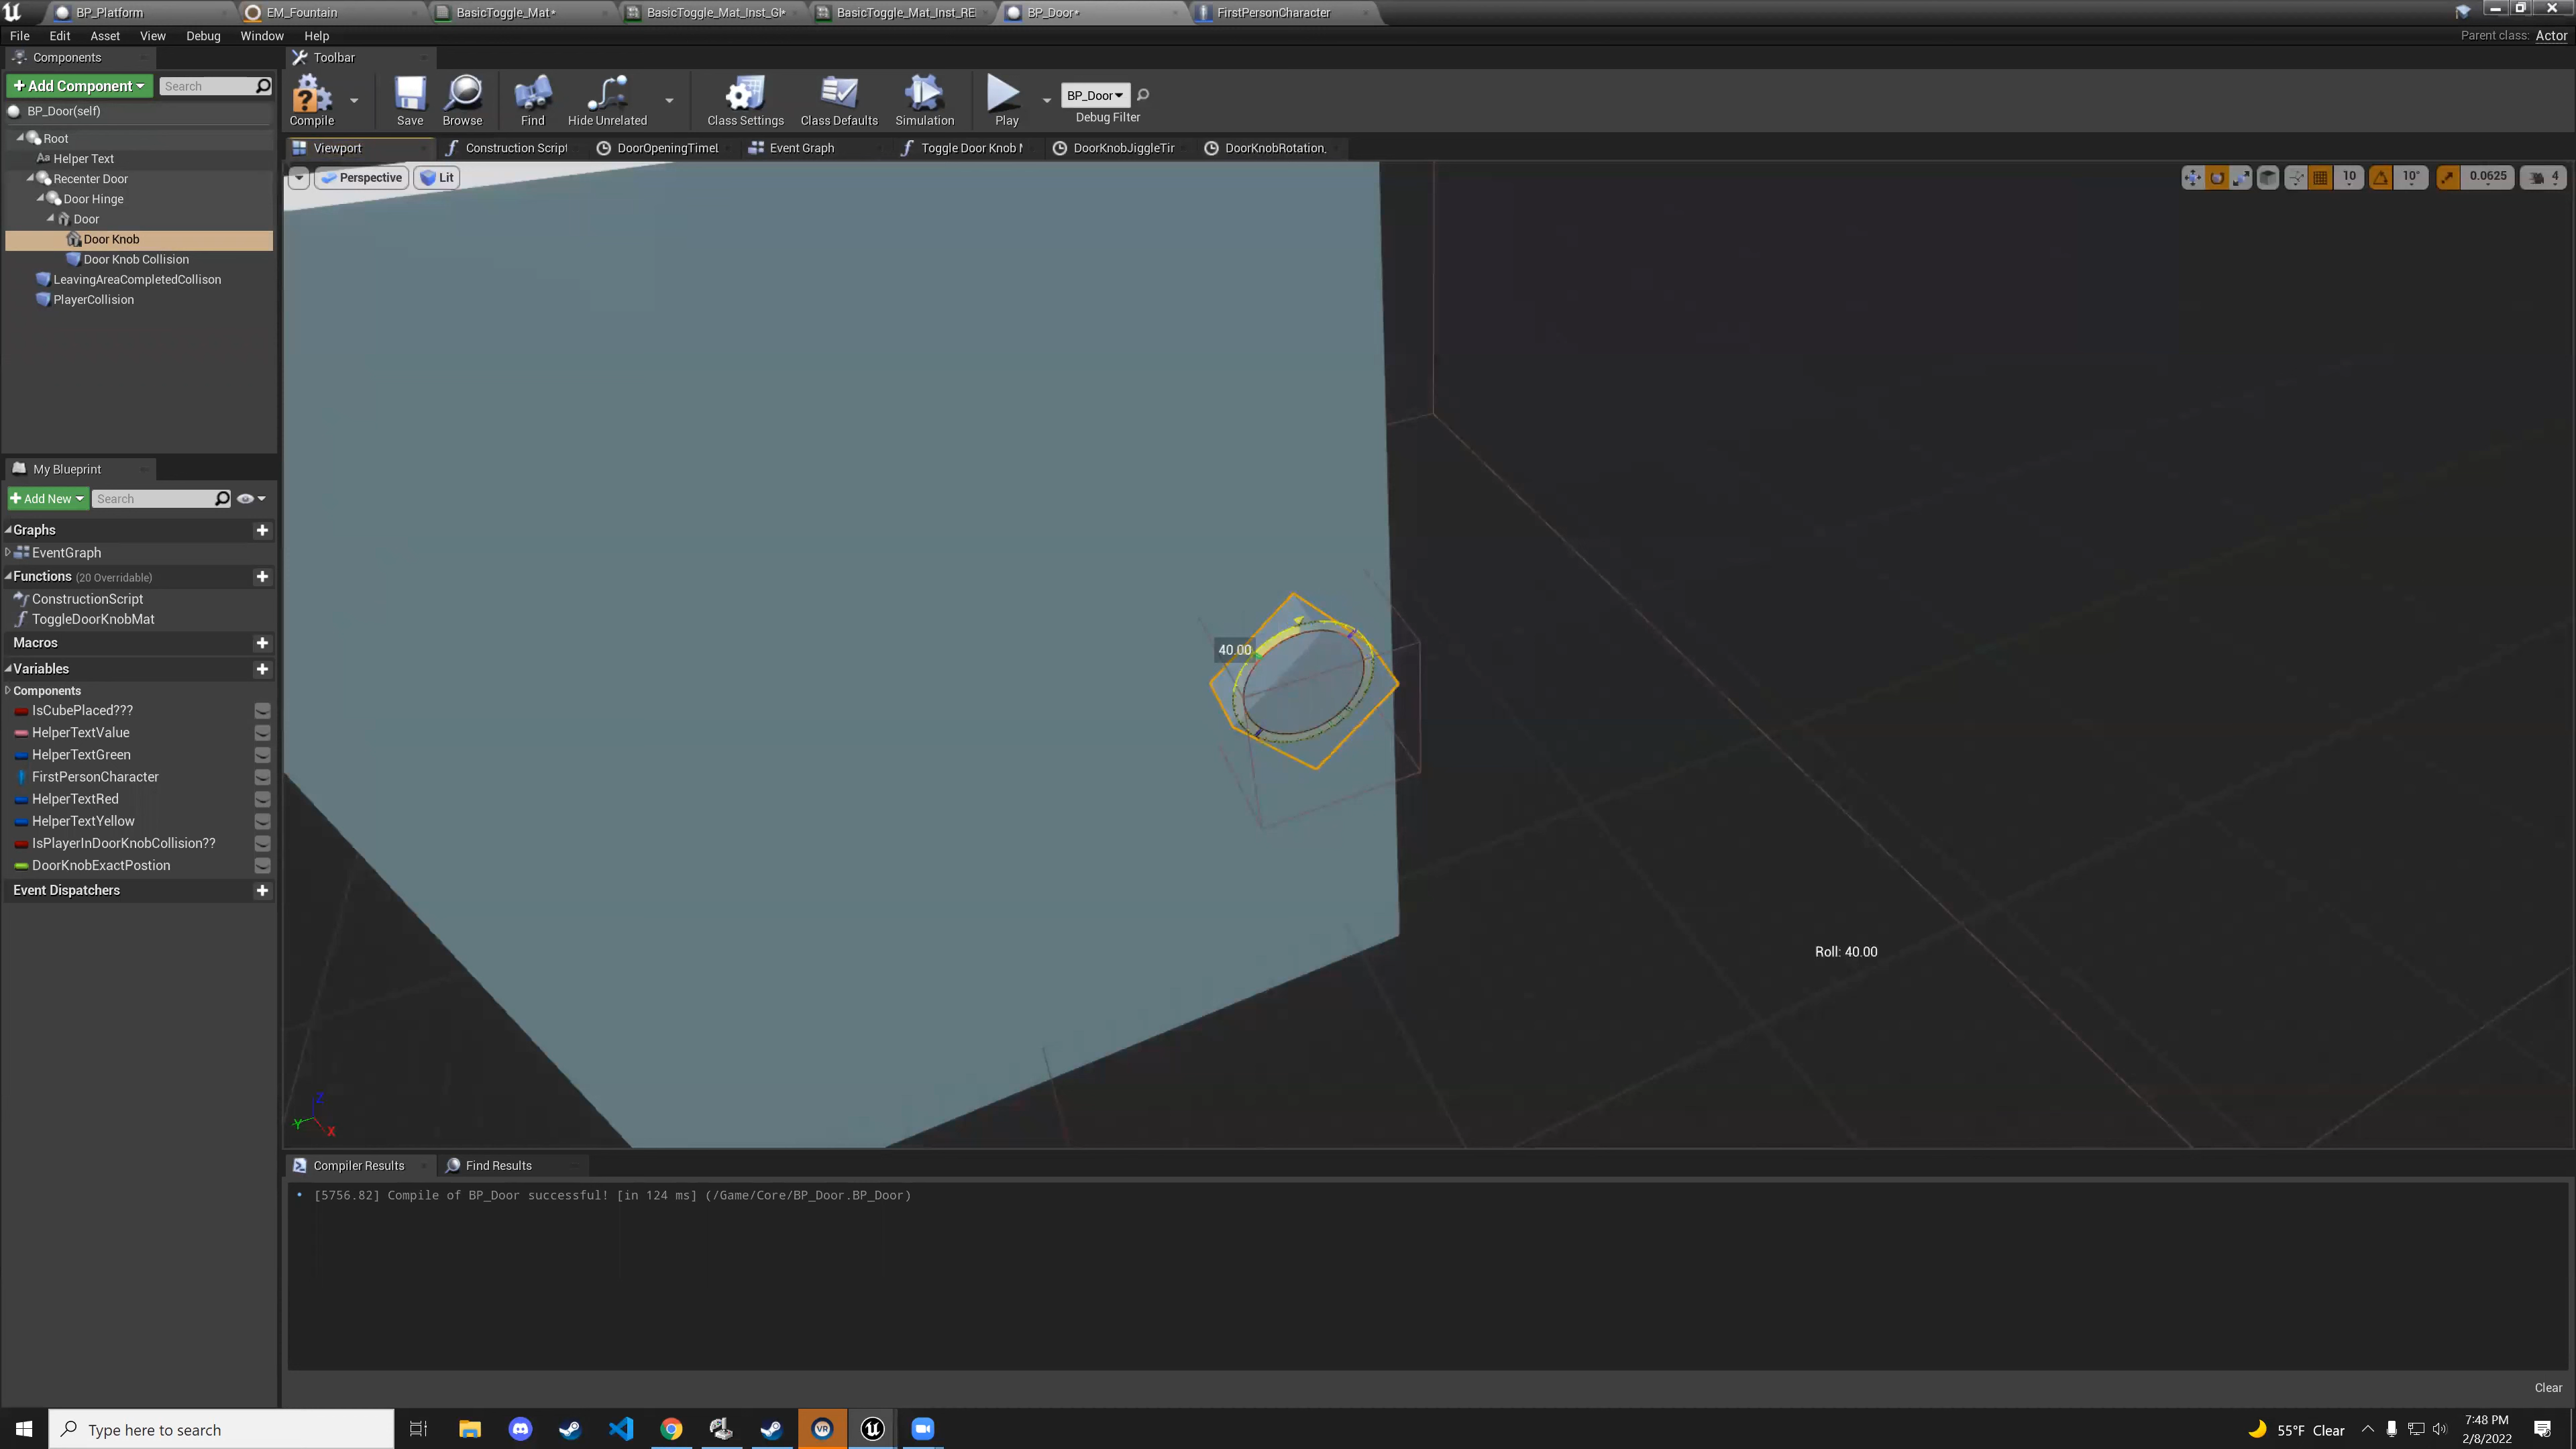 BP_Platform
EM_Fountain
BasicToggle_Mat*
BasicToggle_Mat_Inst_GI*
BasicToggle_Mat_Inst_RE
BP_Door*
FirstPersonCharacter
File Edit Asset View Debug Window Help
Parent class: Actor
Components
Toolbar
+ Add Component
Search
Compile
Save
Browse
Find
Hide Unrelated
Class Settings
Class Defaults
Simulation
Play
BP_Door
Debug Filter
BP_Door(self)
Root
Helper Text
Recenter Door
Door Hinge
Door
Door Knob
Door Knob Collision
LeavingAreaCompletedCollison
PlayerCollision
Viewport
Construction Script
DoorOpeningTimel
Event Graph
Toggle Door Knob M
DoorKnobJiggleTir
DoorKnobRotation_
Perspective
Lit
10
10°
0.0625
4
40.00
Roll: 40.00
Z
Y
X
My Blueprint
+ Add New
Search
Graphs
EventGraph
Functions (20 Overridable)
ConstructionScript
ToggleDoorKnobMat
Macros
Variables
Components
IsCubePlaced???
HelperTextValue
HelperTextGreen
FirstPersonCharacter
HelperTextRed
HelperTextYellow
IsPlayerInDoorKnobCollision??
DoorKnobExactPostion
Event Dispatchers
Compiler Results
Find Results
[5756.82] Compile of BP_Door successful! [in 124 ms] (/Game/Core/BP_Door.BP_Door)
Clear
Type here to search
VR
55°F Clear
7:48 PM
2/8/2022